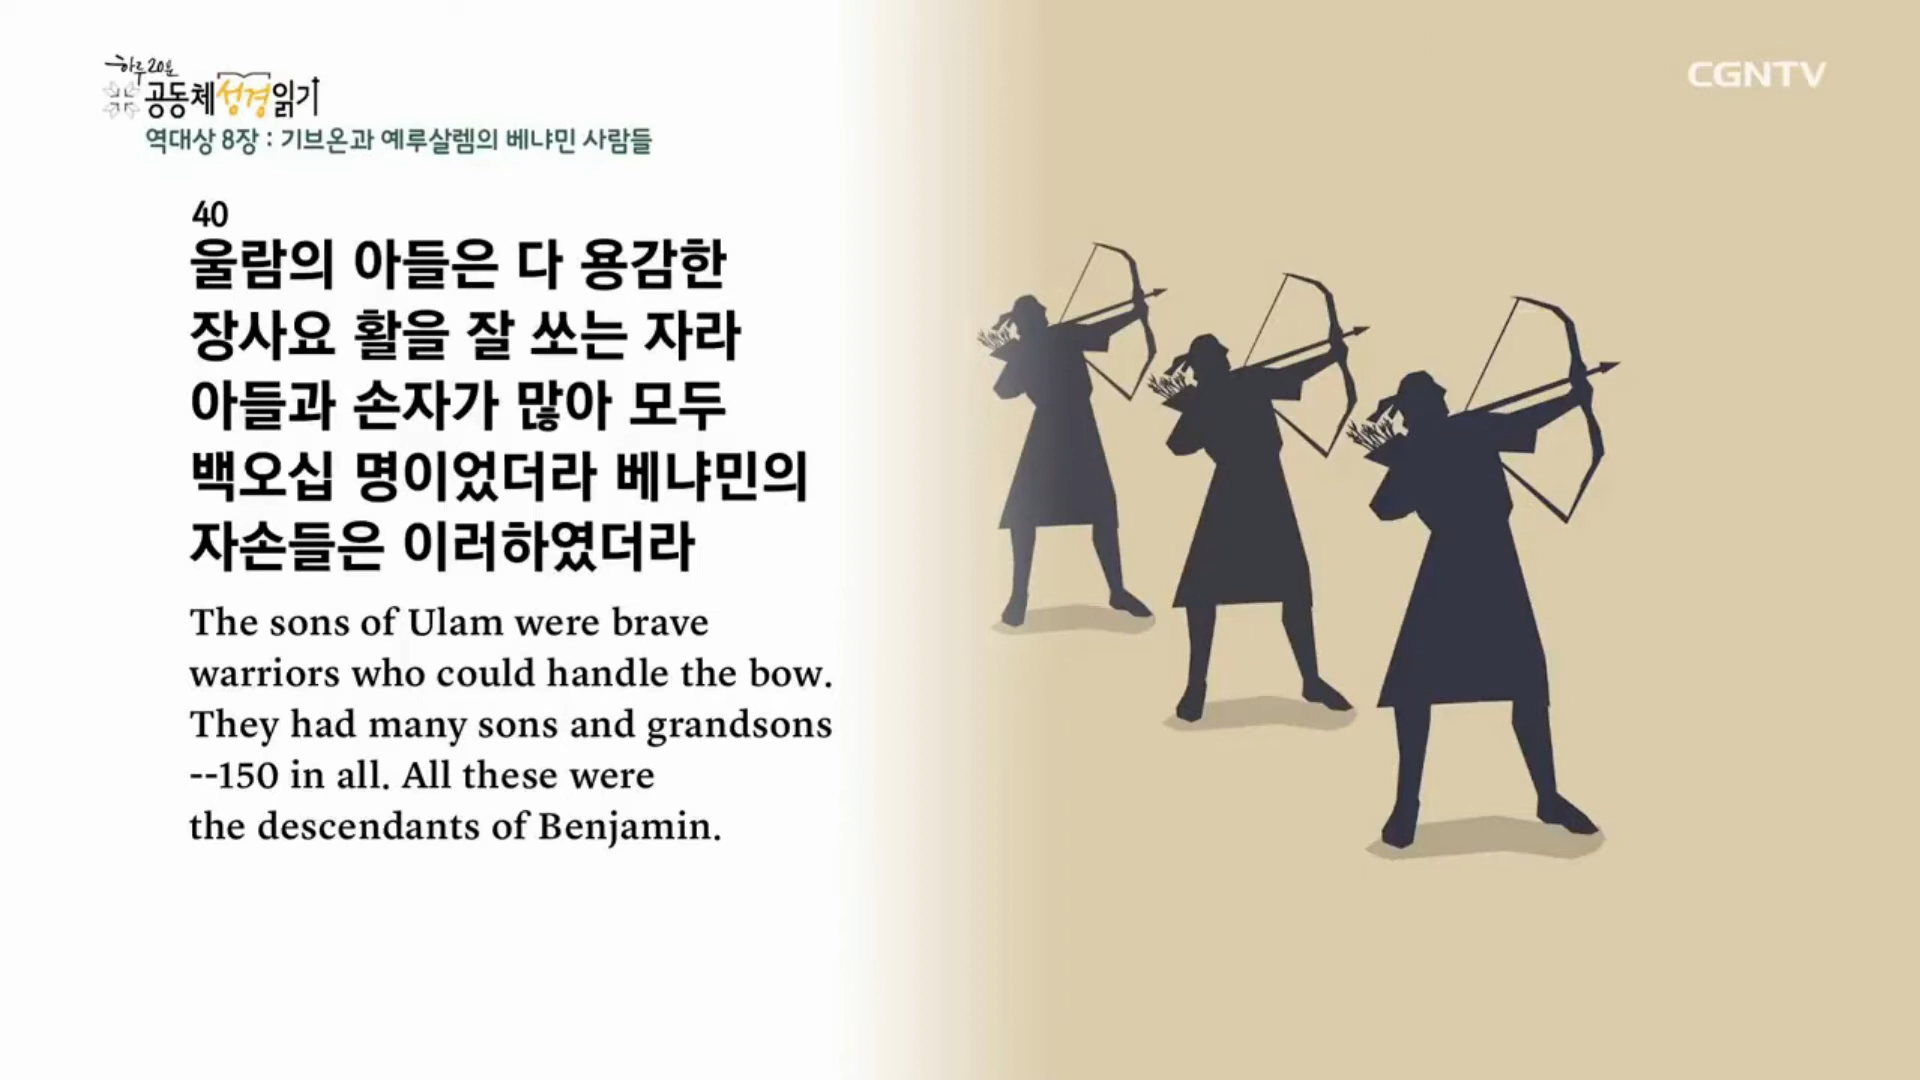 하루 20분
공동체성경읽기
CGNTV
역대상 8장 : 기브온과 예루살렘의 베냐민 사람들
40
울람의 아들은 다 용감한
장사요 활을 잘 쏘는 자라
아들과 손자가 많아 모두
백오십 명이었더라 베냐민의
자손들은 이러하였더라
The sons of Ulam were brave
warriors who could handle the bow.
They had many sons and grandsons
--150 in all. All these were
the descendants of Benjamin.